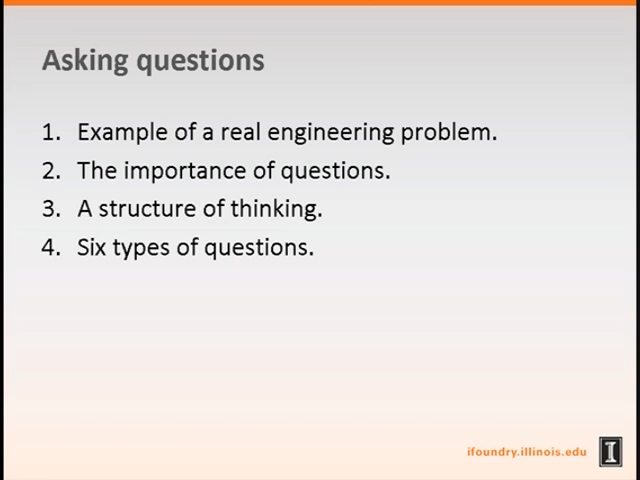 Asking questions
1. Example of a real engineering problem.
2. The importance of questions.
3. A structure of thinking.
4. Six types of questions.
ifoundry.illinois.edu I